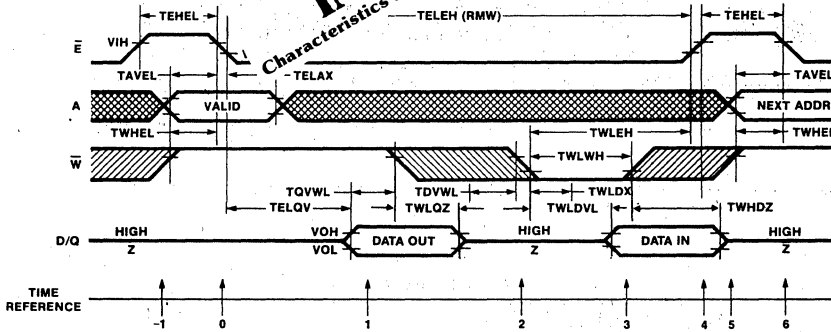 TEHEL
TELEH (RMW)
TEHEL
Characteristics
E
VIH
TAVEL
TELAX
TAVEL
A
VALID
NEXT ADDR
TWHEL
TWLEH
TWHEL
W
TWLWH
TQVWL
TDVWL
TWLDX
TELQV
TWLQZ
TWLDVL
TWHDZ
D/Q
HIGH
Z
VOH
VOL
DATA OUT
HIGH
Z
DATA IN
HIGH
Z
TIME
REFERENCE
-1 0 1 2 3 4 5 6